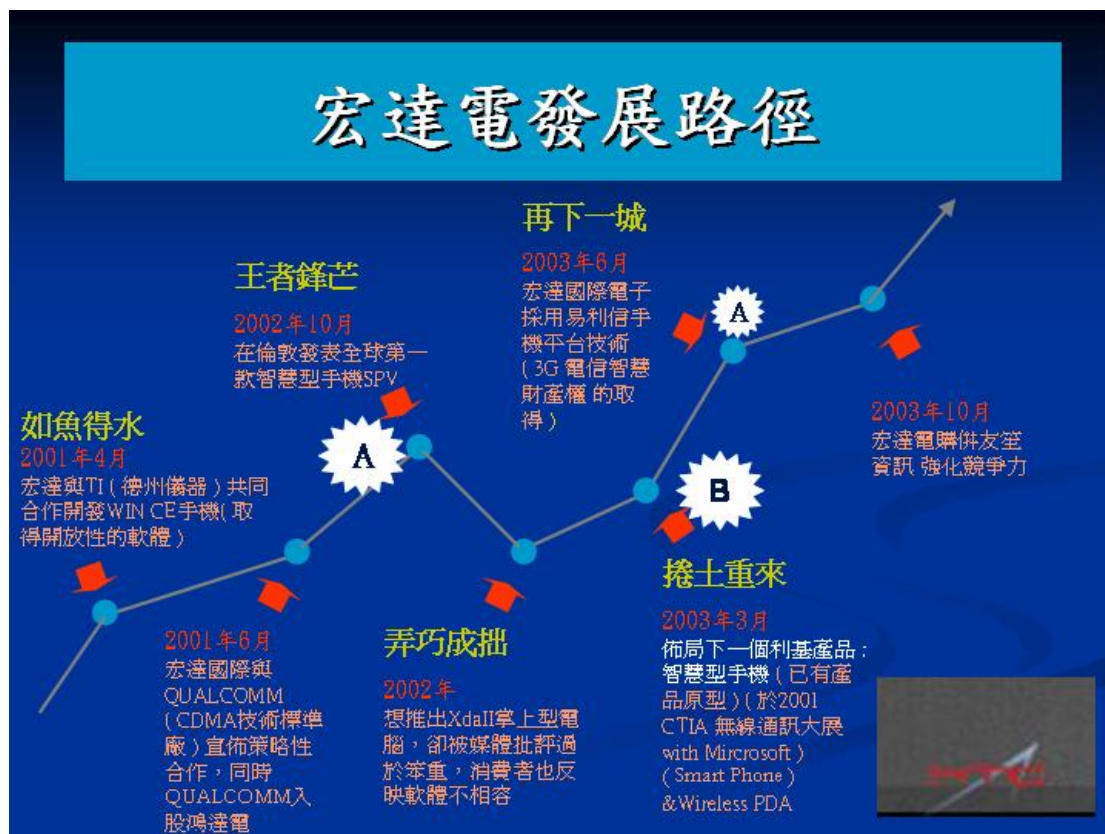 宏達電發展路徑
如魚得水
2001年4月
宏達與TI(德州儀器)共同
合作開發WIN CE手機(取
得開放性的軟體)
2001年6月
宏達國際與
QUALCOMM
(CDMA技術標準
廠)宣佈策略性
合作,同時
QUALCOMM入
股鴻達電
王者鋒芒
2002年10月
在倫敦發表全球第一
款智慧型手機SPV
A
弄巧成拙
2002年
想推出XdaII掌上型電
腦,卻被媒體批評過
於笨重,消費者也反
映軟體不相容
B
捲土重來
2003年3月
佈局下一個利基產品:
智慧型手機(已有產
品原型)(於2001
CTIA 無線通訊大展
with Mircrosoft)
(Smart Phone)
&Wireless PDA
再下一城
2003年6月
宏達國際電子
採用易利信手
機平台技術
(3G 電信智慧
財產權 的取
得)
A
2003年10月
宏達電購併友笙
資訊 強化競爭力